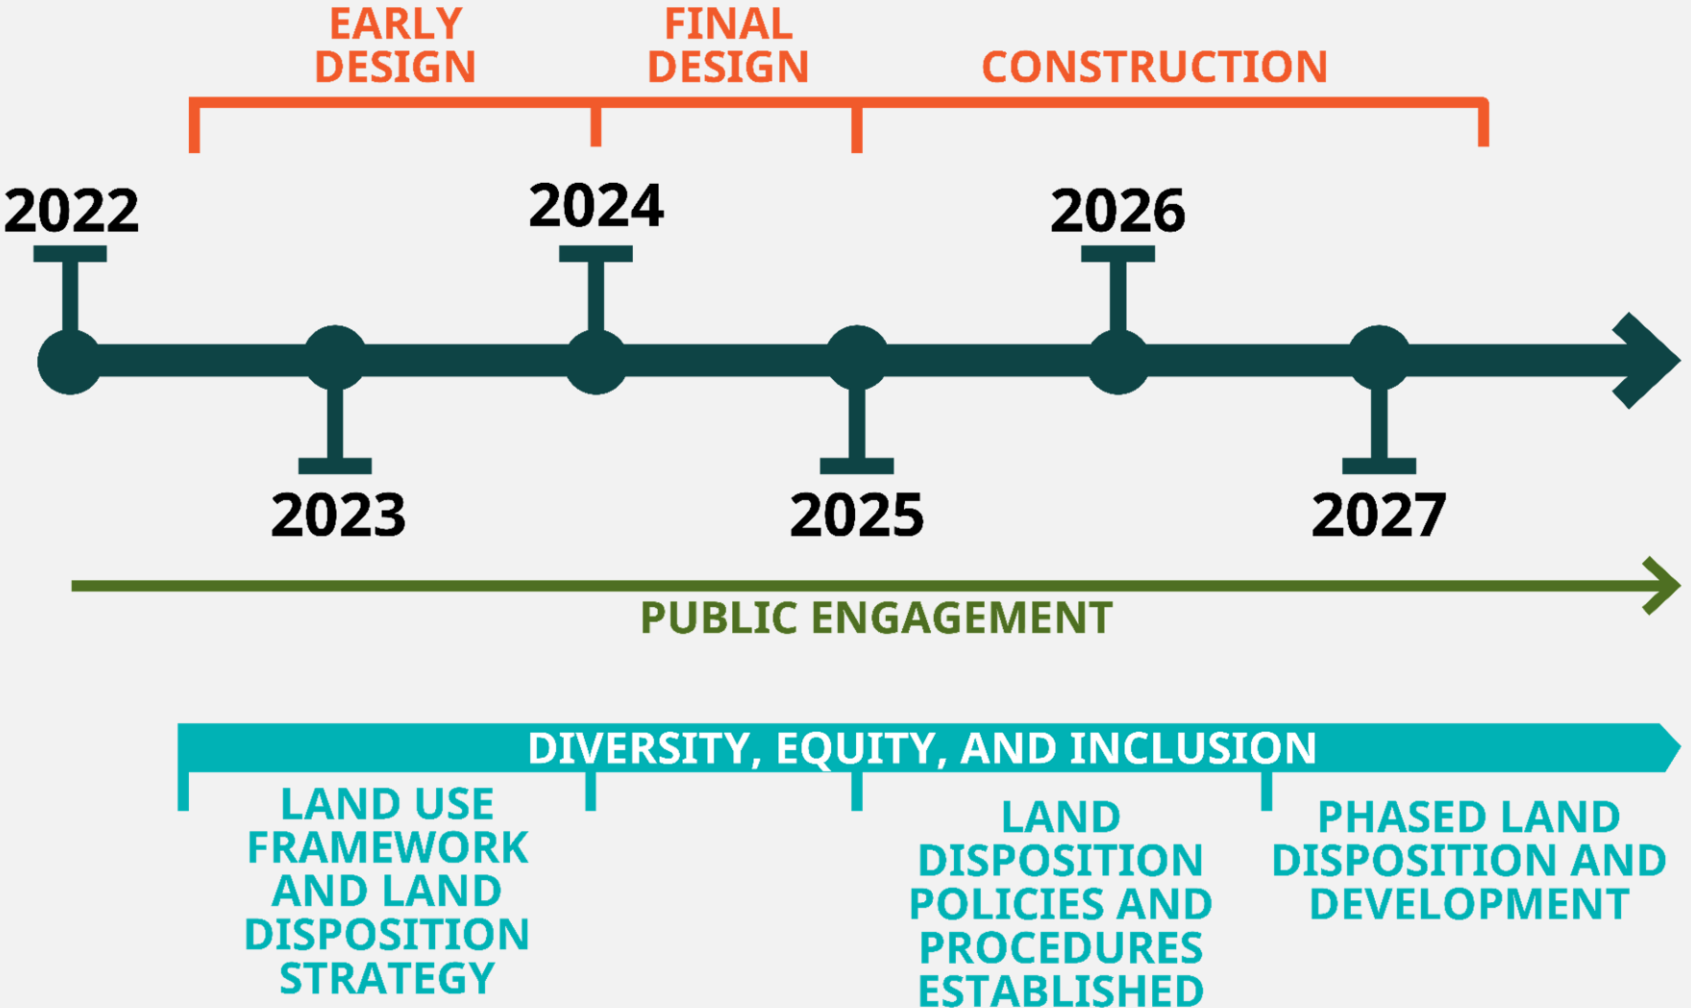 EARLY
DESIGN
FINAL
DESIGN
CONSTRUCTION
2022
2024
2026
2023
2025
2027
PUBLIC ENGAGEMENT
DIVERSITY, EQUITY, AND INCLUSION
LAND USE
FRAMEWORK
AND LAND
DISPOSITION
STRATEGY
LAND
DISPOSITION
POLICIES AND
PROCEDURES
ESTABLISHED
PHASED LAND
DISPOSITION AND
DEVELOPMENT